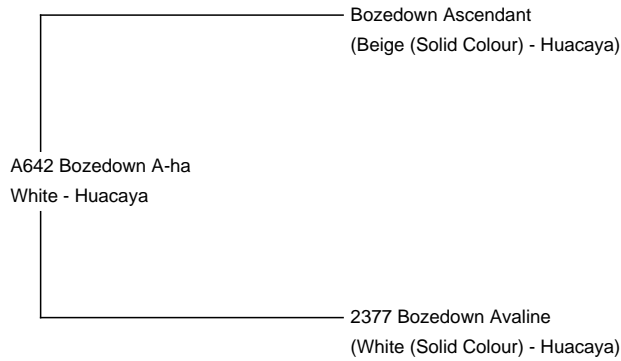 Bozedown Ascendant
(Beige (Solid Colour) - Huacaya)
A642 Bozedown A-ha
White - Huacaya
2377 Bozedown Avaline
(White (Solid Colour) - Huacaya)